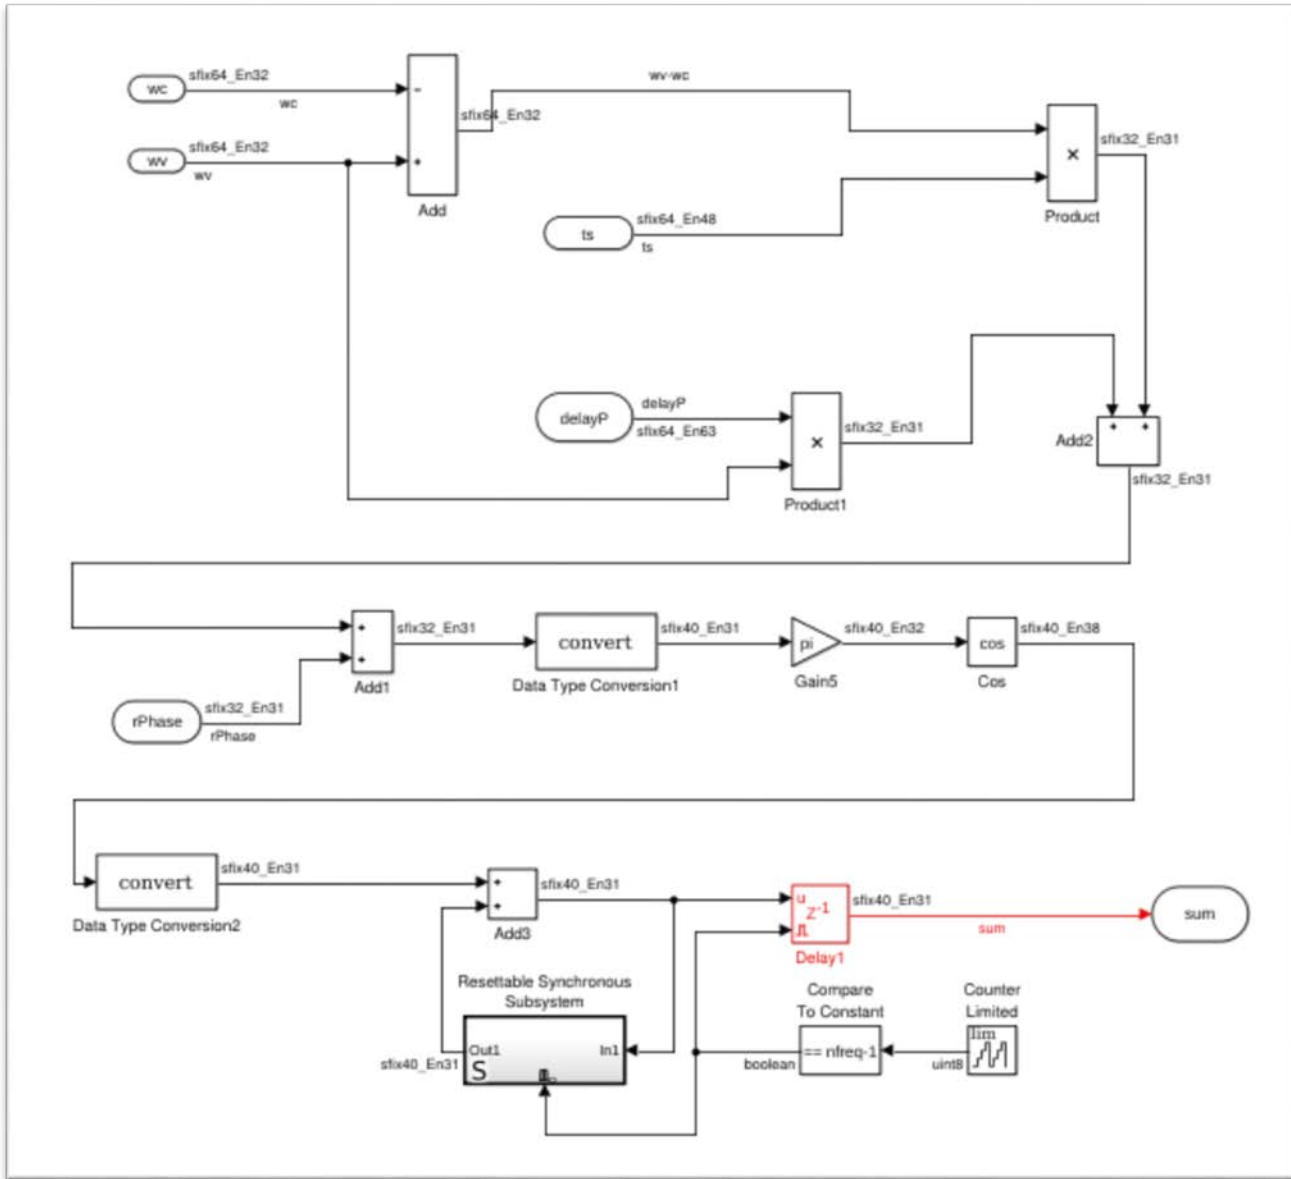 wc
sfix64_En32
wc
-
wv
sfix64_En32
wv
+
Add
sfix64_En32
wv-wc
ts
sfix64_En48
ts
×
Product
sfix32_En31
delayP
delayP
sfix64_En63
×
Product1
sfix32_En31
+ +
Add2
sfix32_En31
+
+
Add1
sfix32_En31
rPhase
sfix32_En31
rPhase
convert
Data Type Conversion1
sfix40_En31
pi
Gain5
sfix40_En32
cos
Cos
sfix40_En38
convert
Data Type Conversion2
sfix40_En31
+
+
Add3
sfix40_En31
u
Z-1
Delay1
sfix40_En31
sum
sum
Resettable Synchronous
Subsystem
Out1
In1
S
sfix40_En31
Compare
To Constant
== nfreq-1
boolean
Counter
Limited
lim
uint8